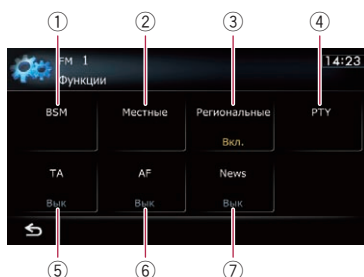 ① ② ③ ④
FM 1 14:23
Функции
BSM Местные Региональные PTY
Вкл.
TA AF News
Вык Вык Вык
⑤ ⑥ ⑦